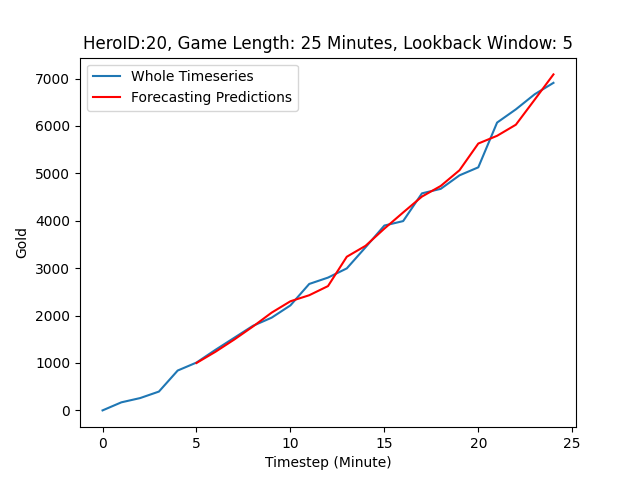 HeroID:20, Game Length: 25 Minutes, Lookback Window: 5
Whole Timeseries
Forecasting Predictions
7000
6000
5000
4000
3000
2000
1000
0
Gold
0 5 10 15 20 25
Timestep (Minute)